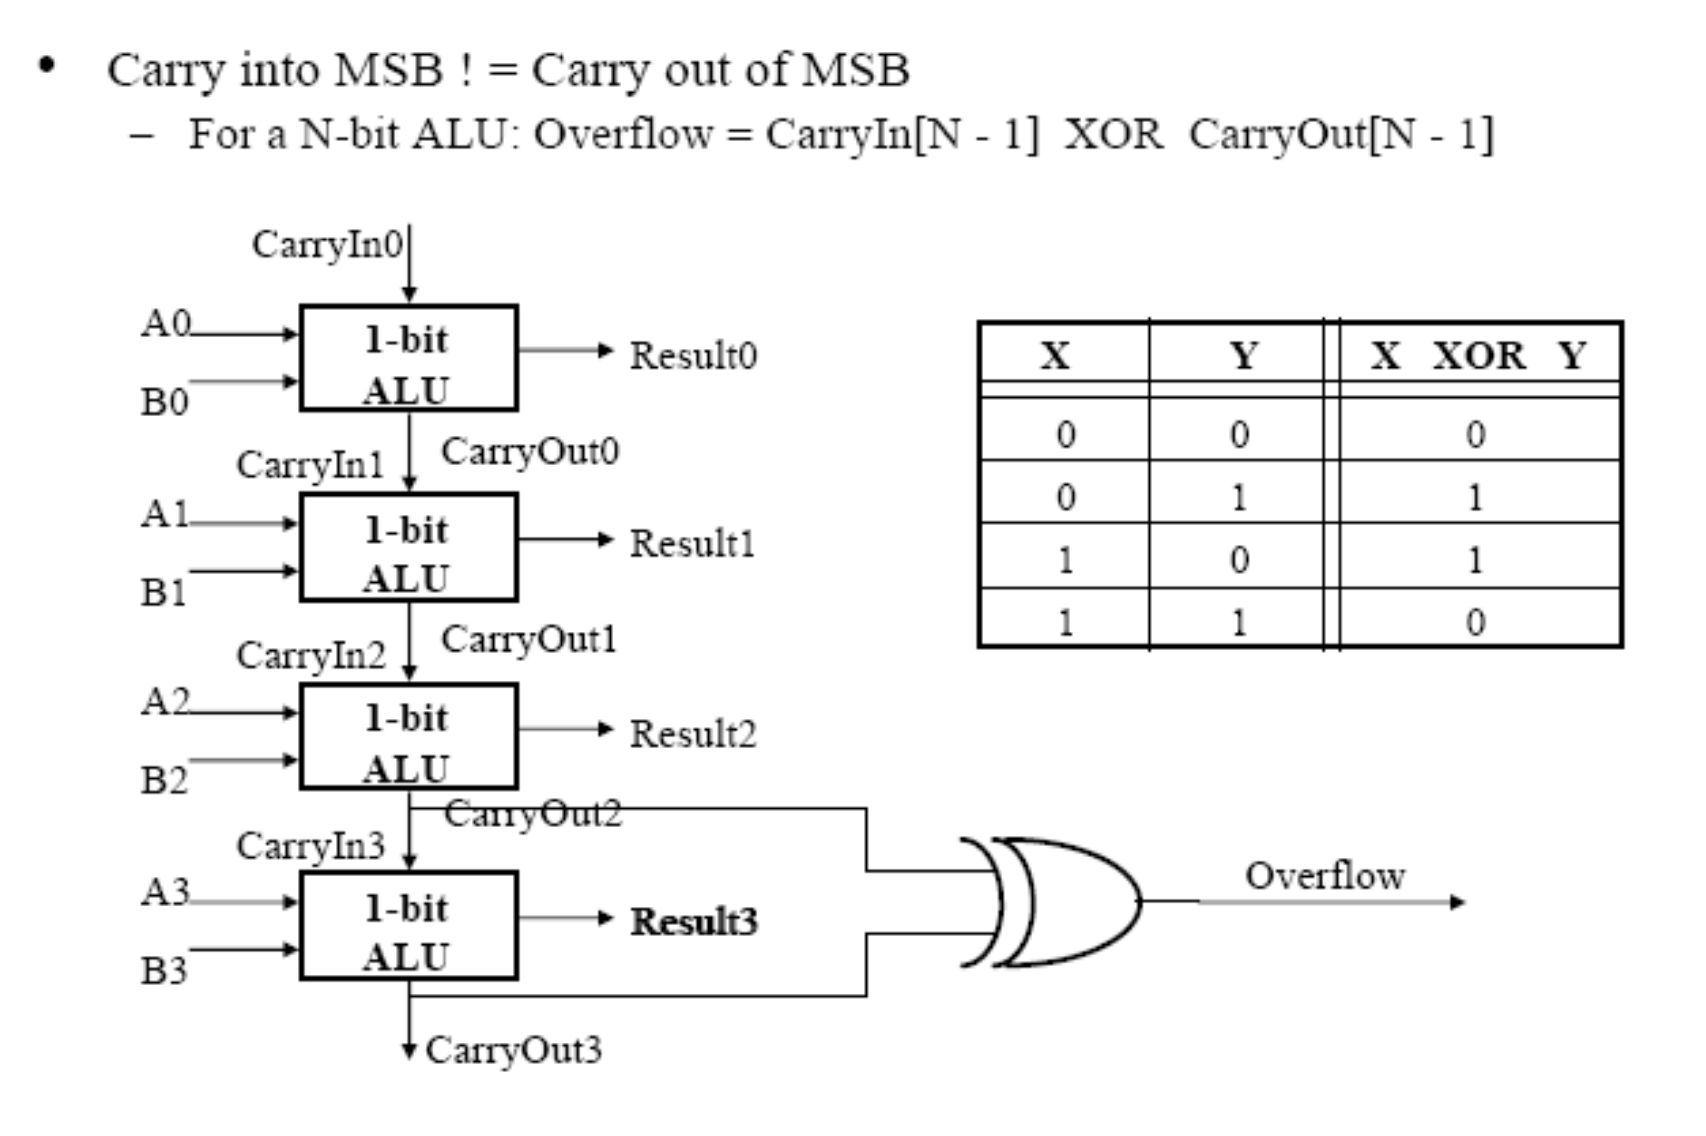 • Carry into MSB ! = Carry out of MSB
– For a N-bit ALU: Overflow = CarryIn[N - 1] XOR CarryOut[N - 1]
CarryIn0
A0
B0
1-bit
ALU
Result0
CarryIn1
CarryOut0
A1
B1
1-bit
ALU
Result1
CarryIn2
CarryOut1
A2
B2
1-bit
ALU
Result2
CarryOut2
CarryIn3
A3
B3
1-bit
ALU
Result3
CarryOut3
Overflow
X Y X XOR Y
0 0 0
0 1 1
1 0 1
1 1 0